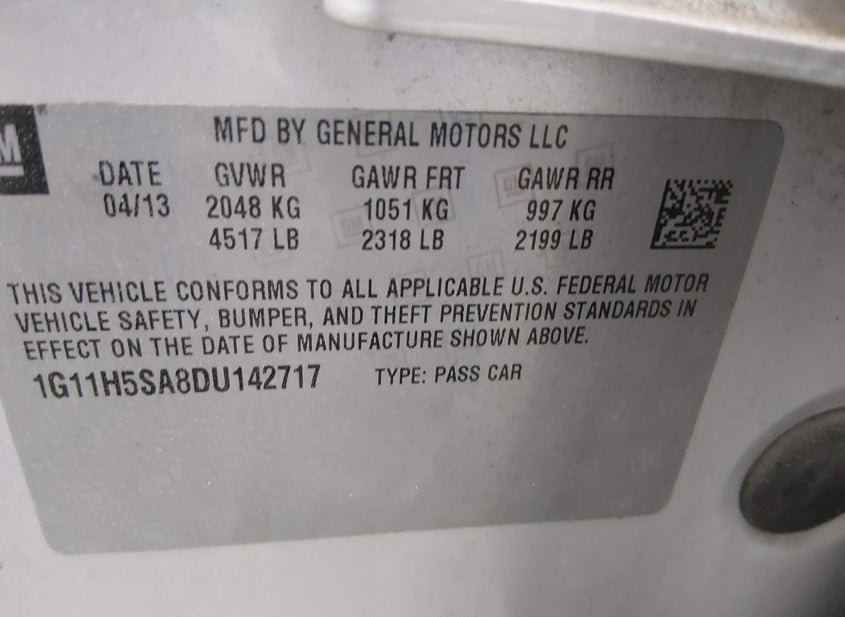 MFD BY GENERAL MOTORS LLC
DATE GVWR GAWR FRT GAWR RR
04/13 2048 KG 1051 KG 997 KG
4517 LB 2318 LB 2199 LB
THIS VEHICLE CONFORMS TO ALL APPLICABLE U.S. FEDERAL MOTOR
VEHICLE SAFETY, BUMPER, AND THEFT PREVENTION STANDARDS IN
EFFECT ON THE DATE OF MANUFACTURE SHOWN ABOVE.
1G11H5SA8DU142717 TYPE: PASS CAR